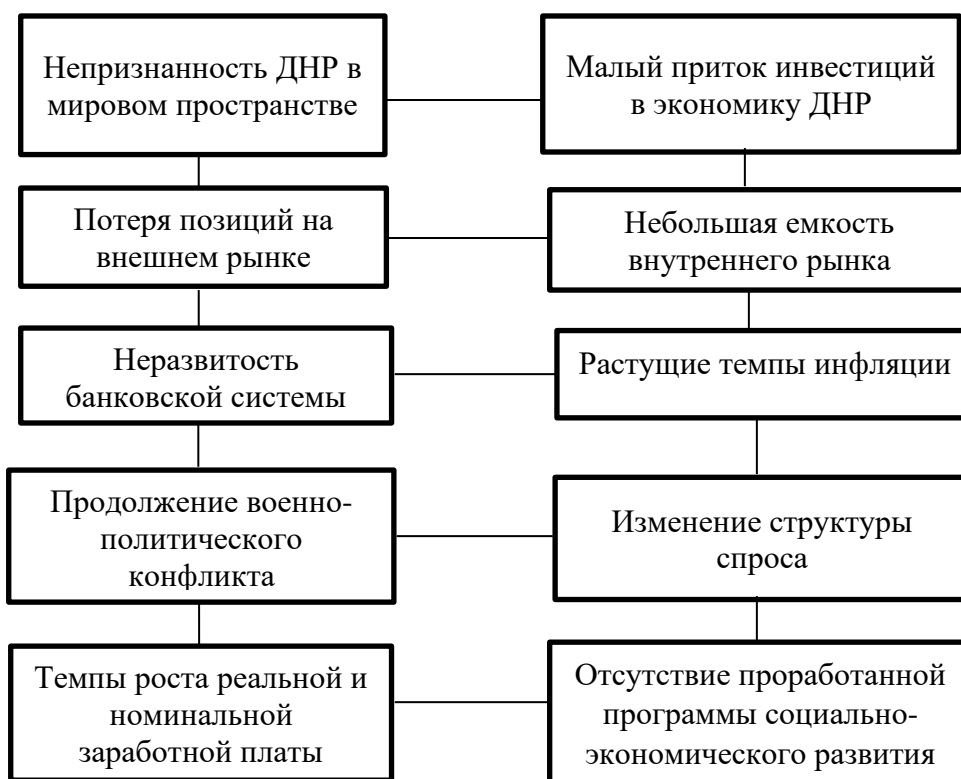 Непризнанность ДНР в
мировом пространстве
Малый приток инвестиций
в экономику ДНР
Потеря позиций на
внешнем рынке
Небольшая емкость
внутреннего рынка
Неразвитость
банковской системы
Растущие темпы инфляции
Продолжение военно-
политического
конфликта
Изменение структуры
спроса
Темпы роста реальной и
номинальной
заработной платы
Отсутствие проработанной
программы социально-
экономического развития